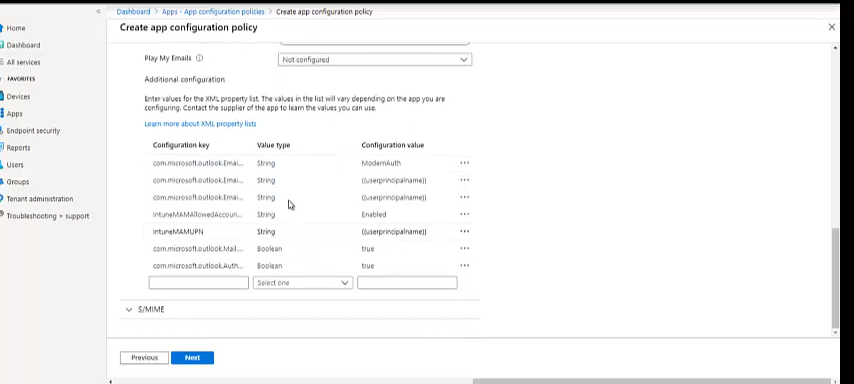 Dashboard > Apps - App configuration policies > Create app configuration policy
Create app configuration policy
Home
Dashboard
All services
FAVORITES
Devices
Apps
Endpoint security
Reports
Users
Groups
Tenant administration
Troubleshooting + support
Play My Emails
Not configured
Additional configuration
Enter values for the XML property list. The values in the list will vary depending on the app you are
configuring. Contact the supplier of the app to learn the values you can use.
Learn more about XML property lists
Configuration key Value type Configuration value
com.microsoft.outlook.Emai... String ModernAuth ...
com.microsoft.outlook.Emai... String {{userprincipalname}} ...
com.microsoft.outlook.Emai... String {{userprincipalname}} ...
IntuneMAMAllowedAccoun... String Enabled ...
IntuneMAMUPN String {{userprincipalname}} ...
com.microsoft.outlook.Mail... Boolean true ...
com.microsoft.outlook.Auth... Boolean true ...
Select one
S/MIME
Previous Next